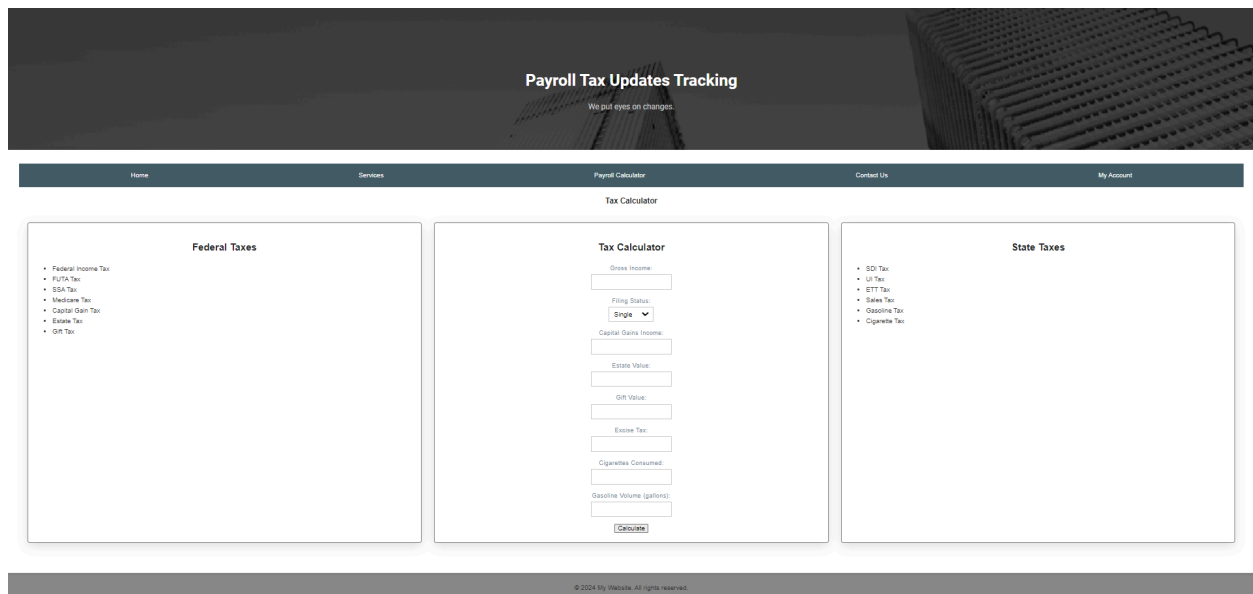 Payroll Tax Updates Tracking
We put eyes on changes.
Home
Services
Payroll Calculator
Contact Us
My Account
Tax Calculator
Federal Taxes
• Federal Income Tax
• FUTA Tax
• SSA Tax
• Medicare Tax
• Capital Gain Tax
• Estate Tax
• Gift Tax
Tax Calculator
Gross Income:
Filing Status:
Single
Capital Gains Income:
Estate Value:
Gift Value:
Excise Tax:
Cigarettes Consumed:
Gasoline Volume (gallons):
Calculate
State Taxes
• SDI Tax
• UI Tax
• ETT Tax
• Sales Tax
• Gasoline Tax
• Cigarette Tax
© 2024 My Website. All rights reserved.